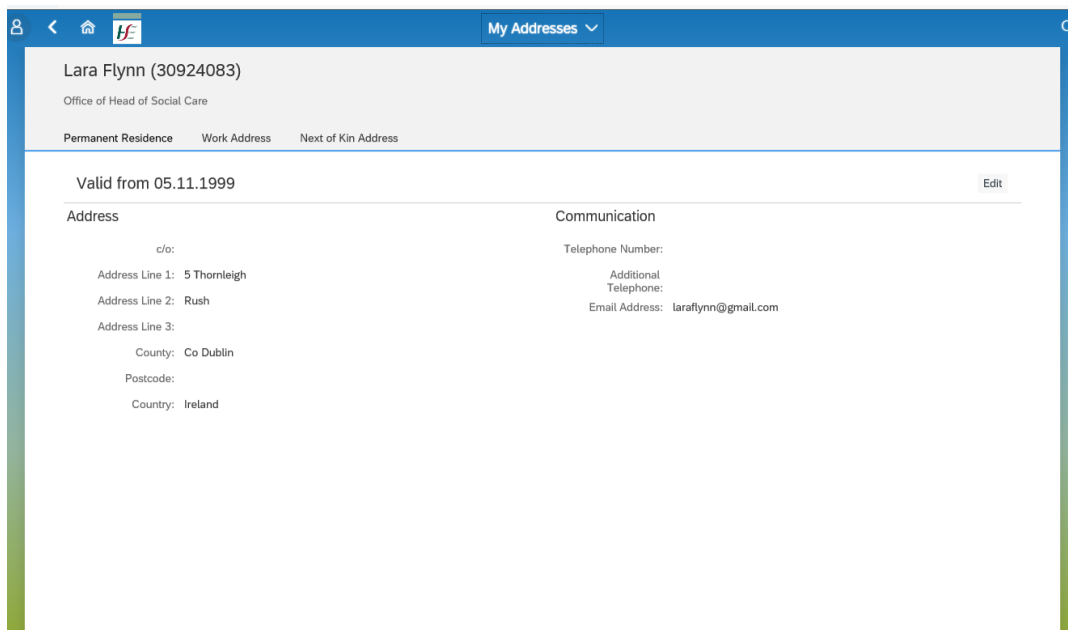 My Addresses
Lara Flynn (30924083)
Office of Head of Social Care
Permanent Residence Work Address Next of Kin Address
Valid from 05.11.1999 Edit
Address
c/o:
Address Line 1: 5 Thornleigh
Address Line 2: Rush
Address Line 3:
County: Co Dublin
Postcode:
Country: Ireland
Communication
Telephone Number:
Additional
Telephone:
Email Address: laraflynn@gmail.com